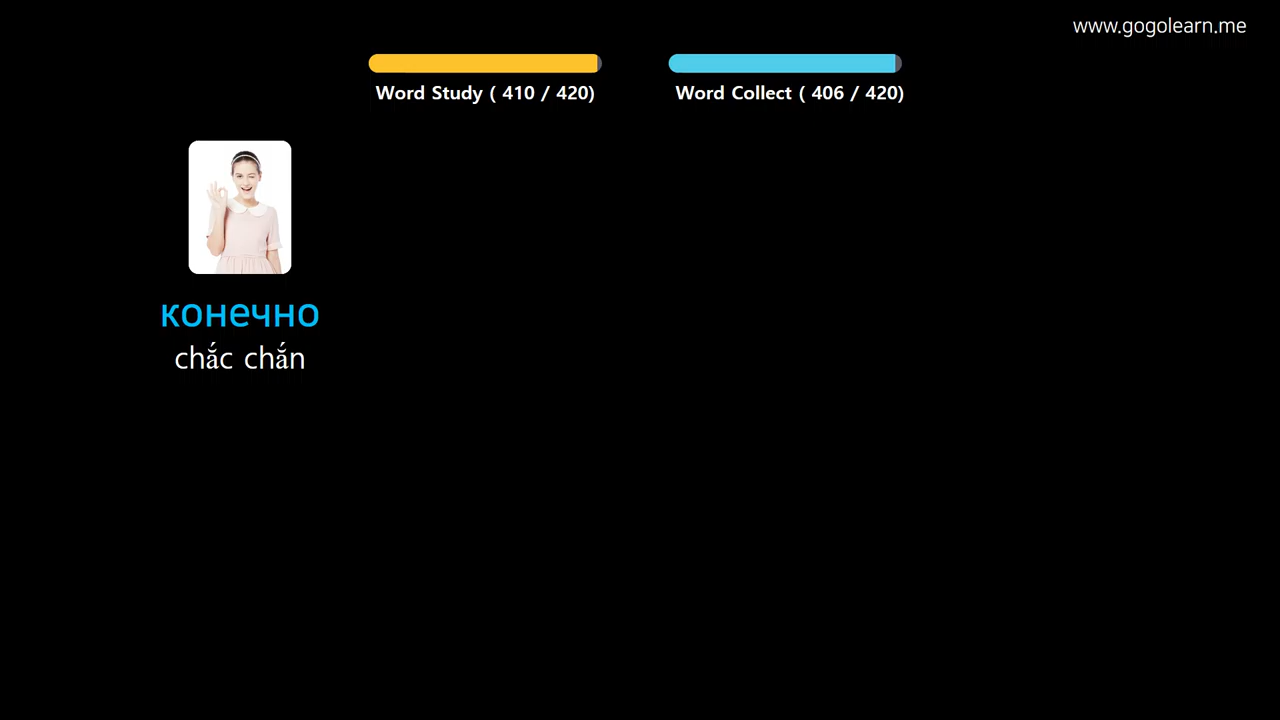 www.gogolearn.me
Word Study ( 410 / 420)
Word Collect ( 406 / 420)
конечно
chắc chắn